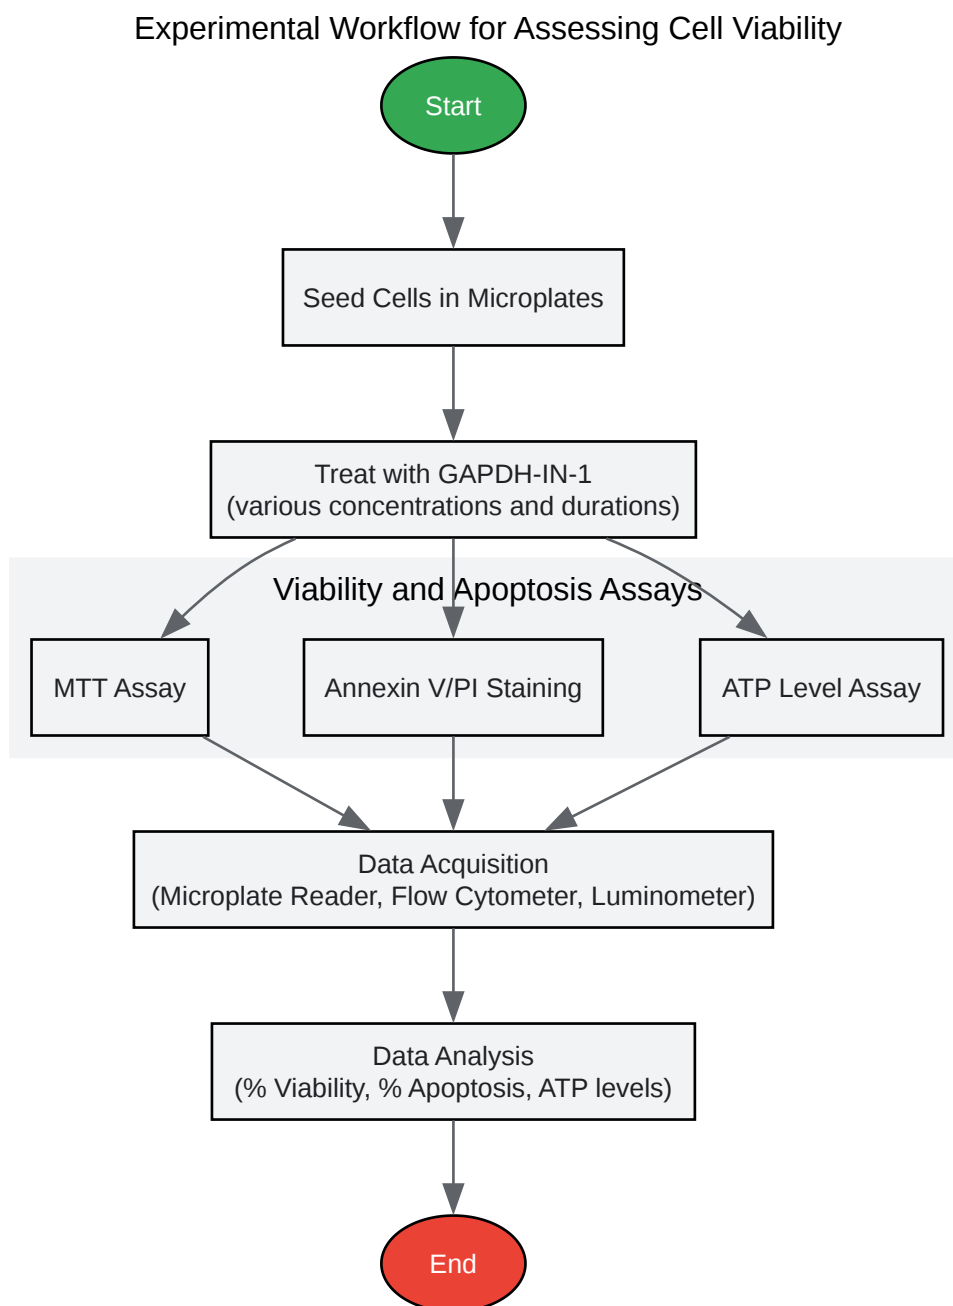 Experimental Workflow for Assessing Cell Viability
Start
Seed Cells in Microplates
Treat with GAPDH-IN-1
(various concentrations and durations)
Viability and Apoptosis Assays
MTT Assay
Annexin V/PI Staining
ATP Level Assay
Data Acquisition
(Microplate Reader, Flow Cytometer, Luminometer)
Data Analysis
(% Viability, % Apoptosis, ATP levels)
End